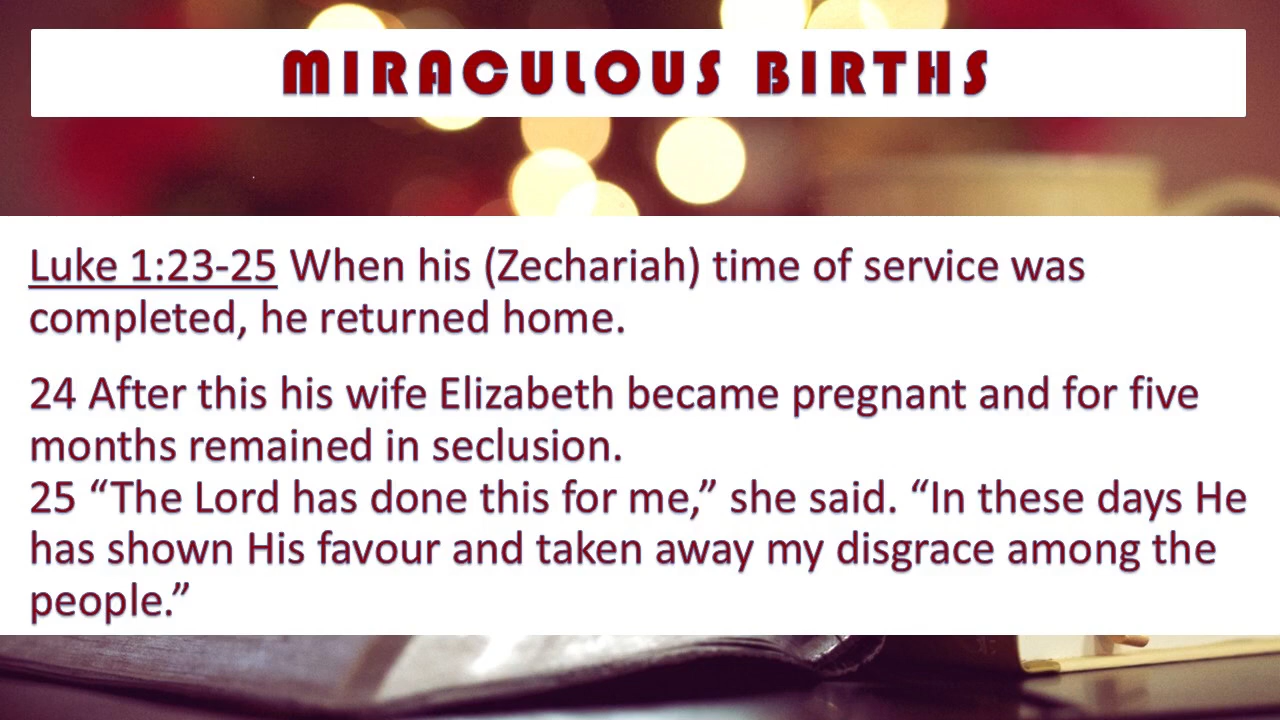 MIRACULOUS BIRTHS
Luke 1:23-25 When his (Zechariah) time of service was
completed, he returned home.
24 After this his wife Elizabeth became pregnant and for five
months remained in seclusion.
25 “The Lord has done this for me,” she said. “In these days He
has shown His favour and taken away my disgrace among the
people.”